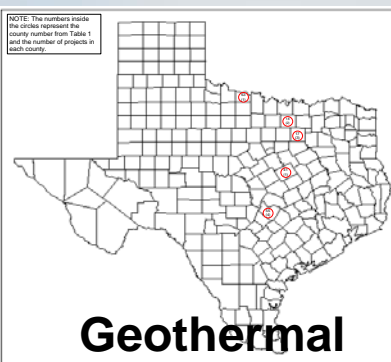 NOTE: The numbers inside
the circles represent the
county number from Table 1
and the number of projects in
each county.
Geothermal